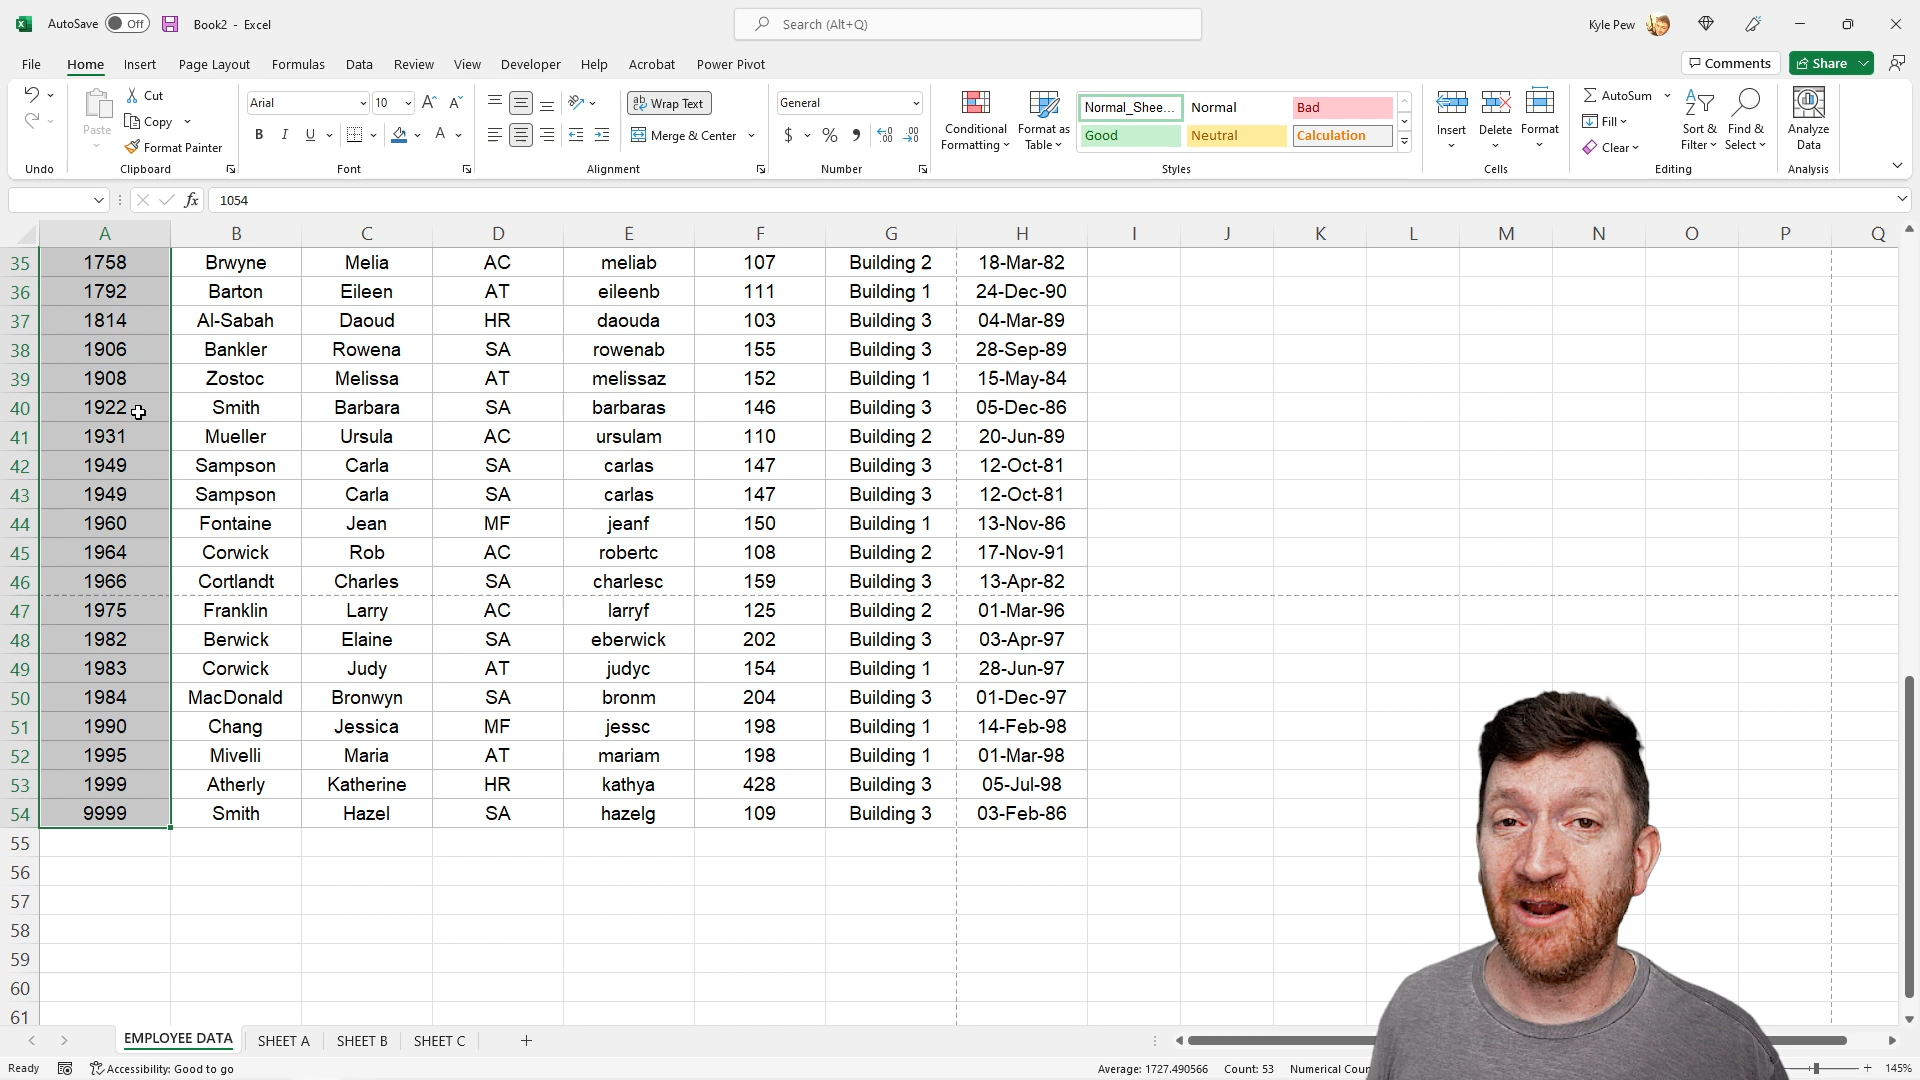 AutoSave Off Book2 - Excel Search (Alt+Q) Kyle Pew
File Home Insert Page Layout Formulas Data Review View Developer Help Acrobat Power Pivot Comments Share
Cut Arial 10 Wrap Text General Normal_Shee... Normal Bad AutoSum
Paste Copy Conditional Formatting Format as Table Good Neutral Calculation Insert Delete Format Fill Sort & Filter Find & Select Analyze Data
Format Painter B I U A Merge & Center $ % Clear
Undo Clipboard Font Alignment Number Styles Cells Editing Analysis
fx 1054
A B C D E F G H I J K L M N O P Q
35 1758 Brwyne Melia AC meliab 107 Building 2 18-Mar-82
36 1792 Barton Eileen AT eileenb 111 Building 1 24-Dec-90
37 1814 Al-Sabah Daoud HR daouda 103 Building 3 04-Mar-89
38 1906 Bankler Rowena SA rowenab 155 Building 3 28-Sep-89
39 1908 Zostoc Melissa AT melissaz 152 Building 1 15-May-84
40 1922 Smith Barbara SA barbaras 146 Building 3 05-Dec-86
41 1931 Mueller Ursula AC ursulam 110 Building 2 20-Jun-89
42 1949 Sampson Carla SA carlas 147 Building 3 12-Oct-81
43 1949 Sampson Carla SA carlas 147 Building 3 12-Oct-81
44 1960 Fontaine Jean MF jeanf 150 Building 1 13-Nov-86
45 1964 Corwick Rob AC robertc 108 Building 2 17-Nov-91
46 1966 Cortlandt Charles SA charlesc 159 Building 3 13-Apr-82
47 1975 Franklin Larry AC larryf 125 Building 2 01-Mar-96
48 1982 Berwick Elaine SA eberwick 202 Building 3 03-Apr-97
49 1983 Corwick Judy AT judyc 154 Building 1 28-Jun-97
50 1984 MacDonald Bronwyn SA bronm 204 Building 3 01-Dec-97
51 1990 Chang Jessica MF jessc 198 Building 1 14-Feb-98
52 1995 Mivelli Maria AT mariam 198 Building 1 01-Mar-98
53 1999 Atherly Katherine HR kathya 428 Building 3 05-Jul-98
54 9999 Smith Hazel SA hazelg 109 Building 3 03-Feb-86
55
56
57
58
59
60
61
EMPLOYEE DATA SHEET A SHEET B SHEET C
Ready Accessibility: Good to go Average: 1727.490566 Count: 53 Numerical Cour 145%